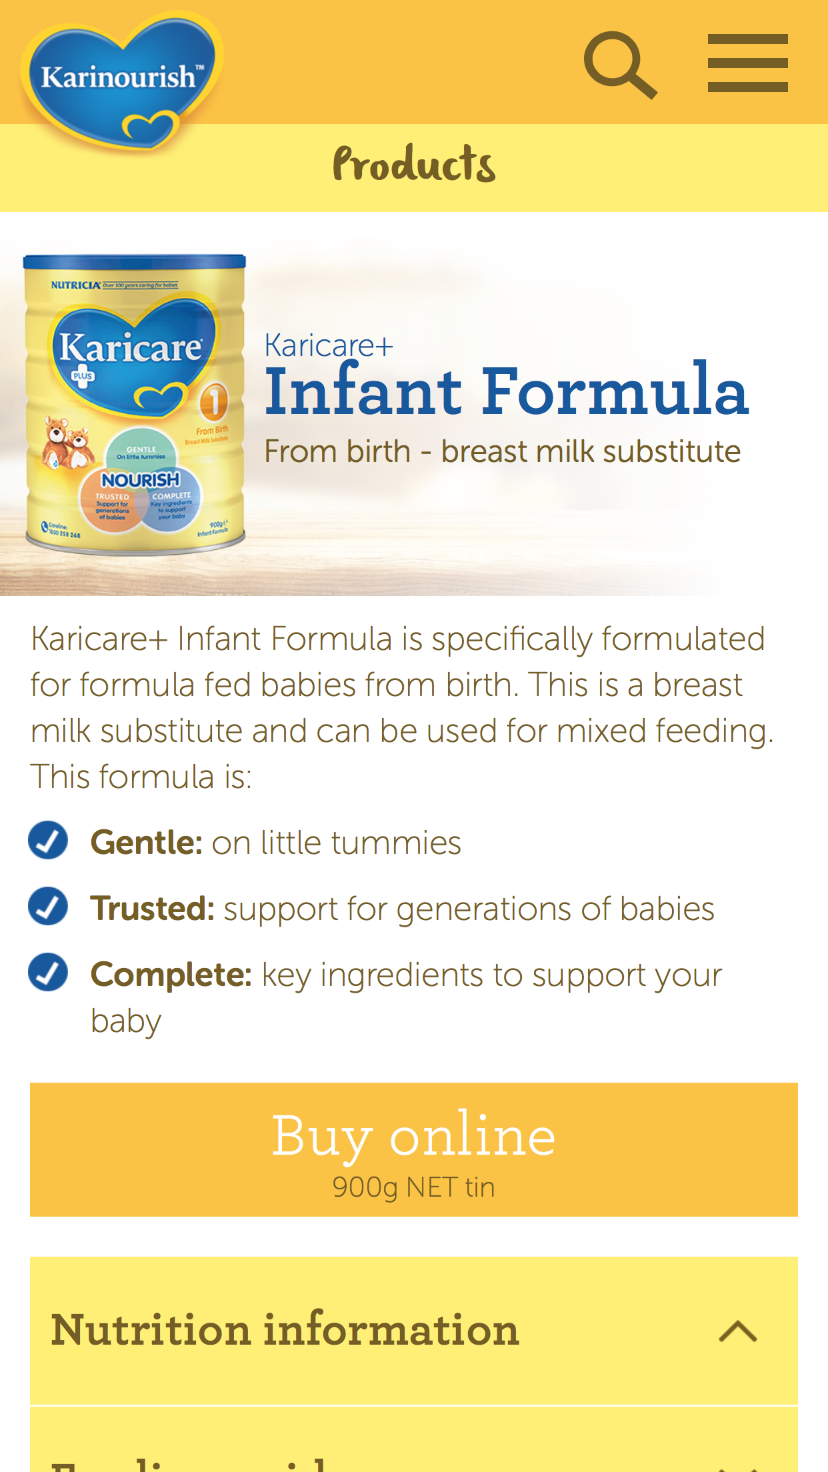 Karinourish™
Products
NUTRICIA Over 100 years caring for babies
Karicare
PLUS
1
From Birth
Breast Milk Substitute
GENTLE
On little tummies
NOURISH
TRUSTED
Support for
generations
of babies
COMPLETE
Key ingredients
to support
your baby
Careline:
1800 258 268
900g
Infant Formula
Karicare+
Infant Formula
From birth - breast milk substitute
Karicare+ Infant Formula is specifically formulated
for formula fed babies from birth. This is a breast
milk substitute and can be used for mixed feeding.
This formula is:
Gentle: on little tummies
Trusted: support for generations of babies
Complete: key ingredients to support your
baby
Buy online
900g NET tin
Nutrition information